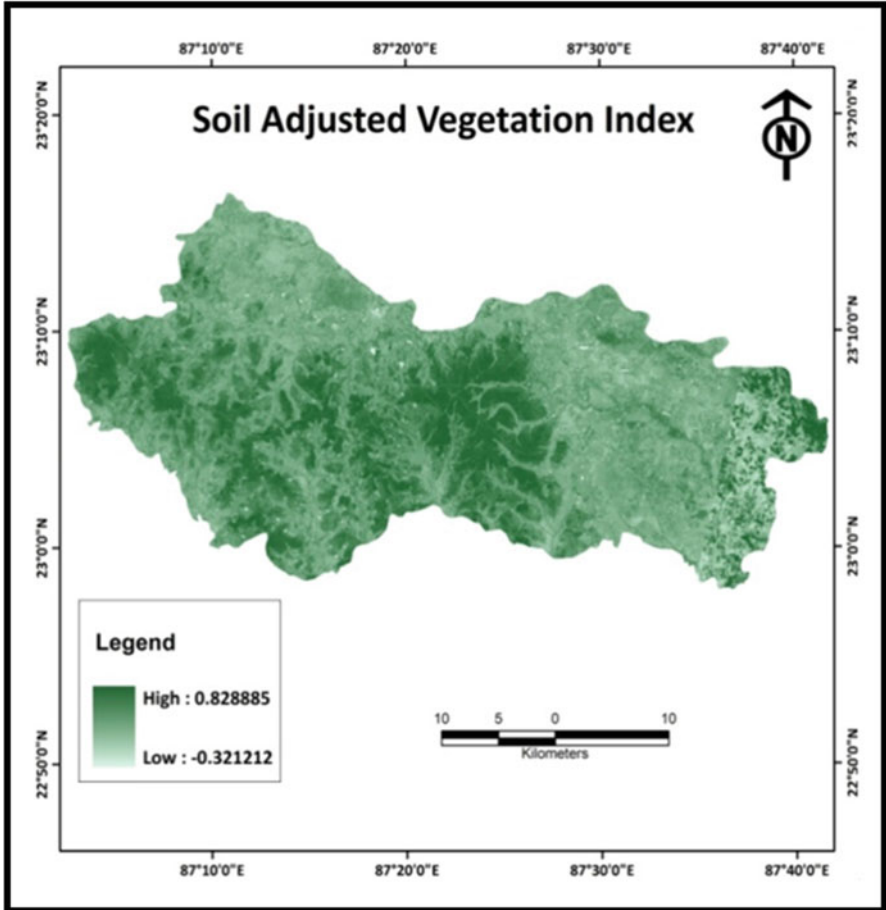 87°10'0"E 87°20'0"E 87°30'0"E 87°40'0"E
Soil Adjusted Vegetation Index
N
23°20'0"N 23°20'0"N
23°10'0"N 23°10'0"N
23°0'0"N 23°0'0"N
Legend
High : 0.828885
Low : -0.321212
10 5 0 10
Kilometers
22°50'0"N 22°50'0"N
87°10'0"E 87°20'0"E 87°30'0"E 87°40'0"E